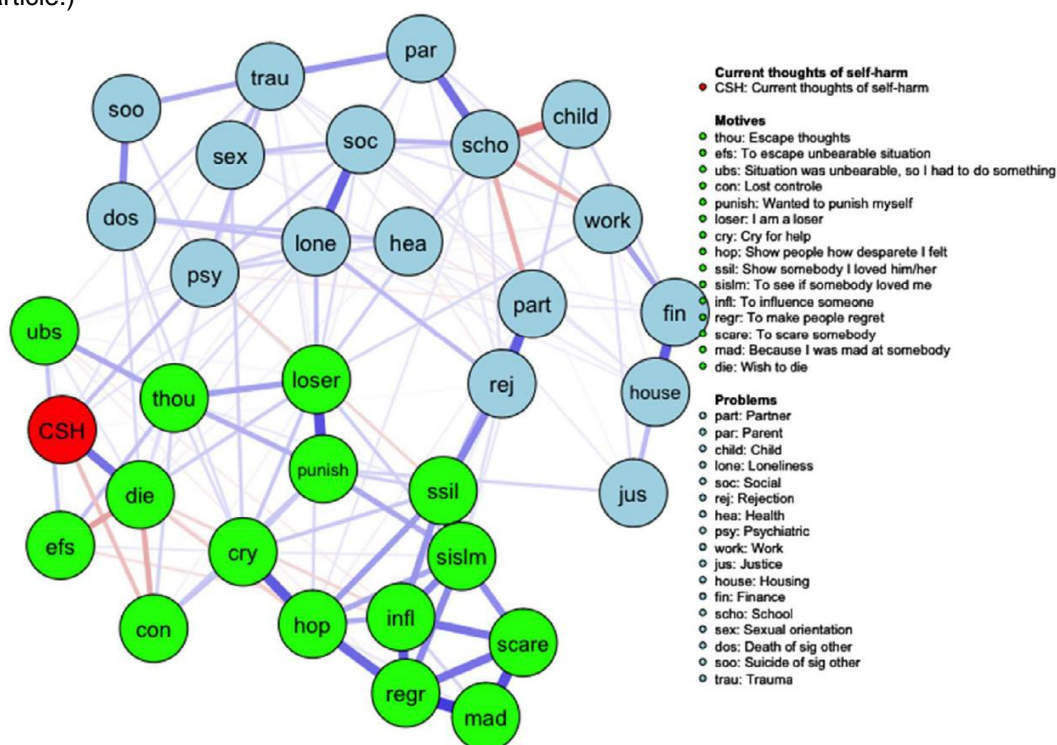 article.)
par
trau
child
soo
soc
scho
sex
dos
work
lone
hea
psy
part
fin
ubs
rej
loser
thou
house
CSH
punish
ssil
die
jus
efs
cry
sislm
infl
con
hop
scare
regr
mad
Current thoughts of self-harm
CSH: Current thoughts of self-harm
Motives
thou: Escape thoughts
efs: To escape unbearable situation
ubs: Situation was unbearable, so I had to do something
con: Lost controle
punish: Wanted to punish myself
loser: I am a loser
cry: Cry for help
hop: Show people how desparete I felt
ssil: Show somebody I loved him/her
sislm: To see if somebody loved me
infl: To influence someone
regr: To make people regret
scare: To scare somebody
mad: Because I was mad at somebody
die: Wish to die
Problems
part: Partner
par: Parent
child: Child
lone: Loneliness
soc: Social
rej: Rejection
hea: Health
psy: Psychiatric
work: Work
jus: Justice
house: Housing
fin: Finance
scho: School
sex: Sexual orientation
dos: Death of sig other
soo: Suicide of sig other
trau: Trauma